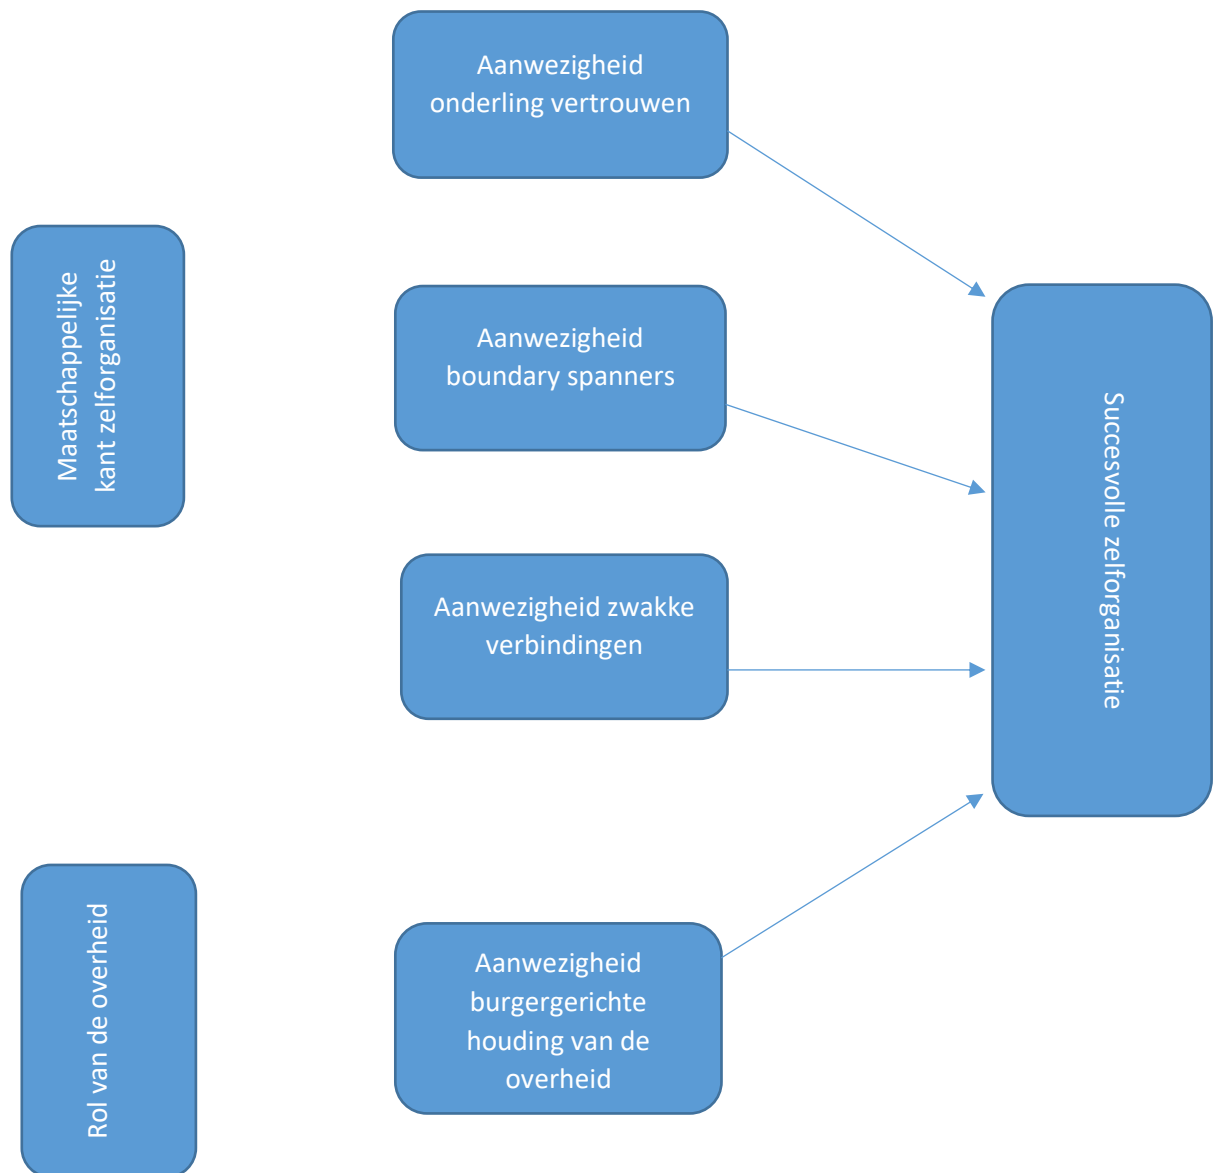 Aanwezigheid
onderling vertrouwen
Maatschappelijke
kant zelforganisatie
Aanwezigheid
boundary spanners
Aanwezigheid zwakke
verbindingen
Succesvolle zelforganisatie
Rol van de overheid
Aanwezigheid
burgergerichte
houding van de
overheid